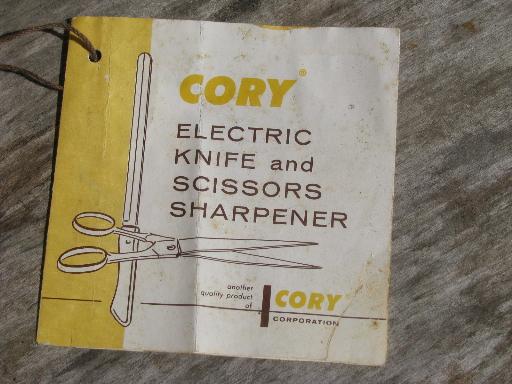 CORY®
ELECTRIC
KNIFE and
SCISSORS
SHARPENER
another
quality product
of
CORY
CORPORATION